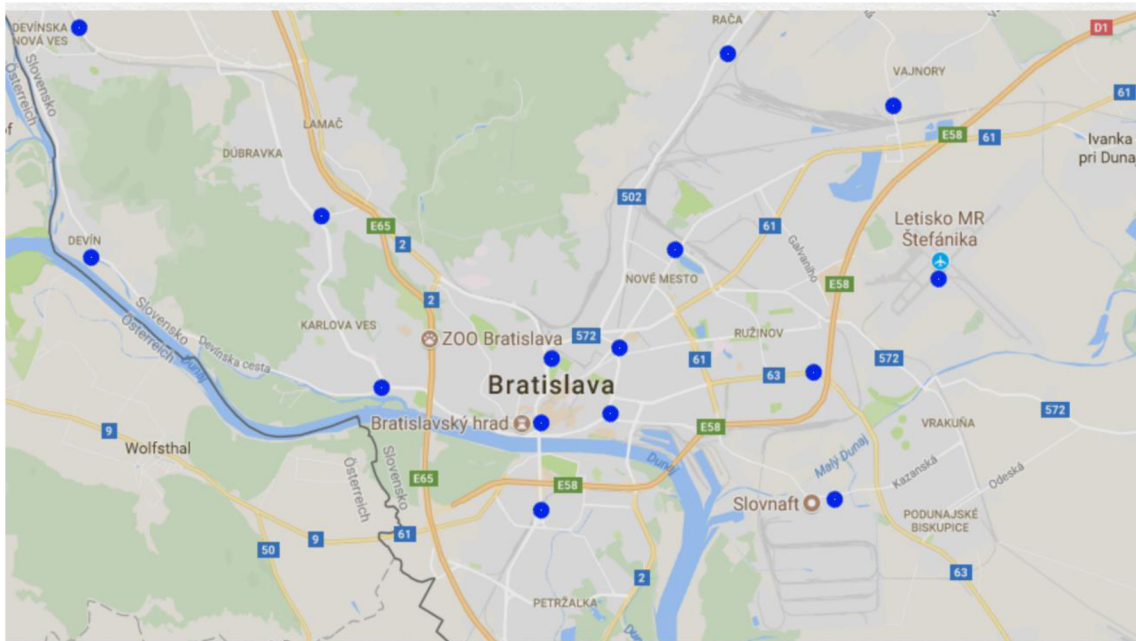 DEVÍNSKA
NOVÁ VES
Slovensko
Österreich
RAČA
D1
VAJNORY
61
LAMAČ
E58
61
Ivanka
pri Duna
DÚBRAVKA
502
E65
61
2
Letisko MR
Štefánika
DEVÍN
Galvaniho
NOVÉ MESTO
E58
2
Slovensko
Österreich
KARLOVA VES
ZOO Bratislava
572
RUŽINOV
Devínska cesta
Dunaj
61
572
63
Bratislava
572
9
Bratislavský hrad
E58
VRAKUŇA
Wolfsthal
Slovensko
Österreich
Dunaj
Malý Dunaj
Kazanská
Odeská
E65
E58
Slovnaft
PODUNAJSKÉ
BISKUPICE
9
61
50
2
63
PETRŽALKA